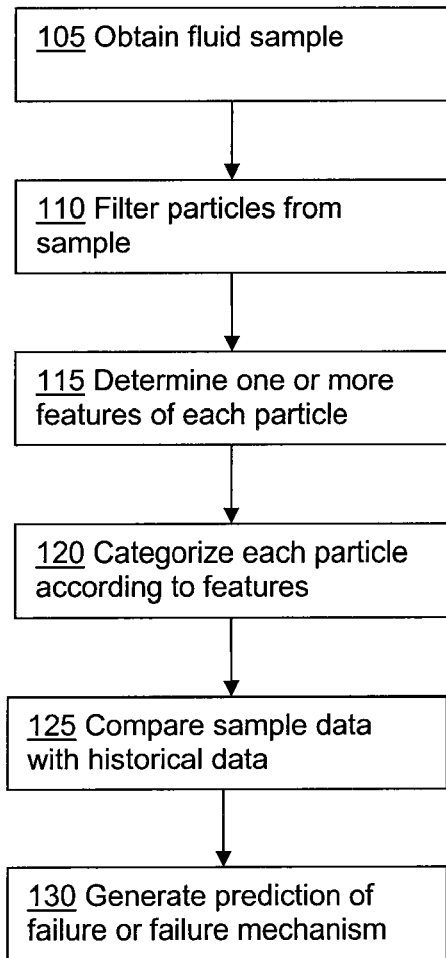 105 Obtain fluid sample
110 Filter particles from
sample
115 Determine one or more
features of each particle
120 Categorize each particle
according to features
125 Compare sample data
with historical data
130 Generate prediction of
failure or failure mechanism